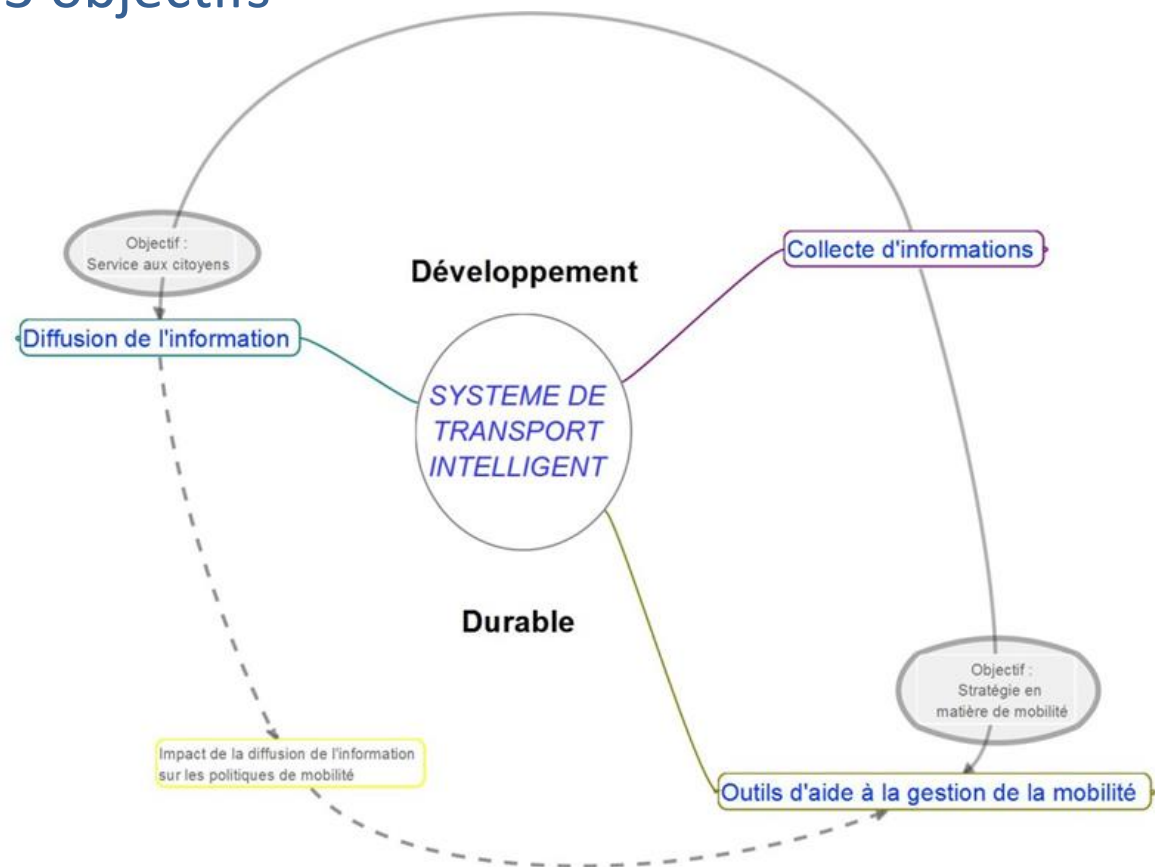 3 objectifs
Objectif :
Service aux citoyens
Collecte d'informations
Développement
Diffusion de l'information
SYSTEME DE
TRANSPORT
INTELLIGENT
Durable
Objectif :
Stratégie en
matière de mobilité
Impact de la diffusion de l'information
sur les politiques de mobilité
Outils d'aide à la gestion de la mobilité